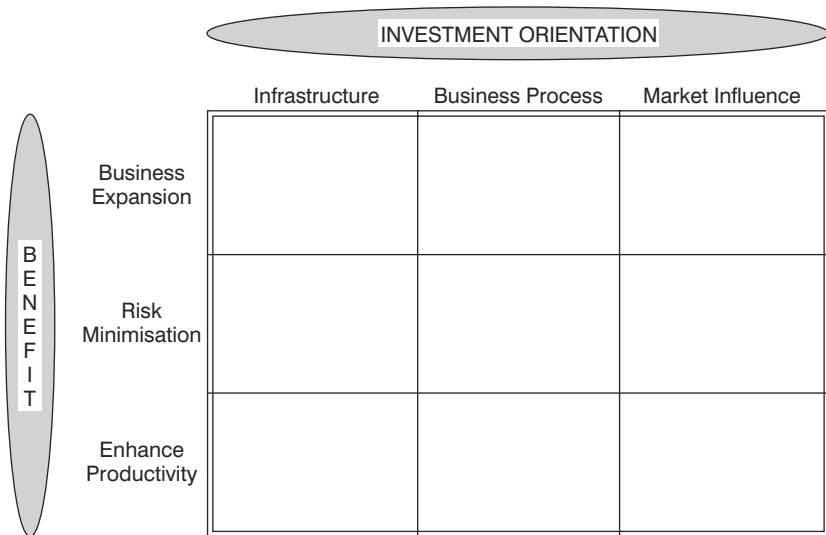 INVESTMENT ORIENTATION
Infrastructure Business Process Market Influence
Business
Expansion
Risk
Minimisation
Enhance
Productivity
B
E
N
E
F
I
T